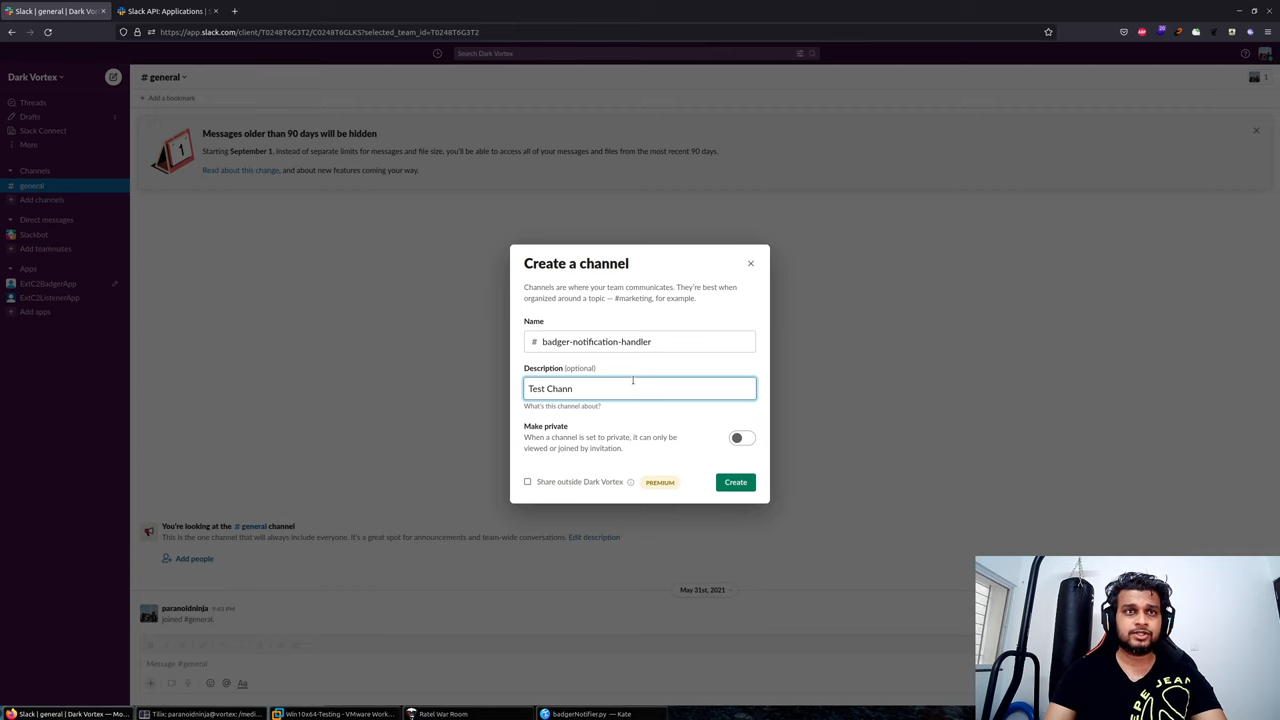 Slack | general | Dark Vor
Slack API: Applications | S
https://app.slack.com/client/T0248T6G3T2/C0248T6GLKS?selected_team_id=T0248T6G3T2
Search Dark Vortex
Dark Vortex
# general
1
Add a bookmark
Threads
Drafts
1
Slack Connect
More
Channels
# general
Add channels
Direct messages
Slackbot
Add teammates
Apps
ExtC2BadgerApp
ExtC2ListenerApp
Add apps
Messages older than 90 days will be hidden
Starting September 1, instead of separate limits for messages and file size, you'll be able to access all of your messages and files from the most recent 90 days.
Read about this change, and about new features coming your way.
Create a channel
Channels are where your team communicates. They're best when
organized around a topic — #marketing, for example.
Name
# badger-notification-handler
Description (optional)
Test Chann
What's this channel about?
Make private
When a channel is set to private, it can only be
viewed or joined by invitation.
Share outside Dark Vortex
PREMIUM
Create
You're looking at the # general channel
This is the one channel that will always include everyone. It's a great spot for announcements and team-wide conversations. Edit description
Add people
May 31st, 2021
paranoidninja 9:43 PM
joined #general.
Message #general
Aa
Slack | general | Dark Vortex — Mo...
Tilix: paranoidninja@vortex: /medi...
Win10x64-Testing - VMware Work...
Ratel War Room
badgerNotifier.py — Kate